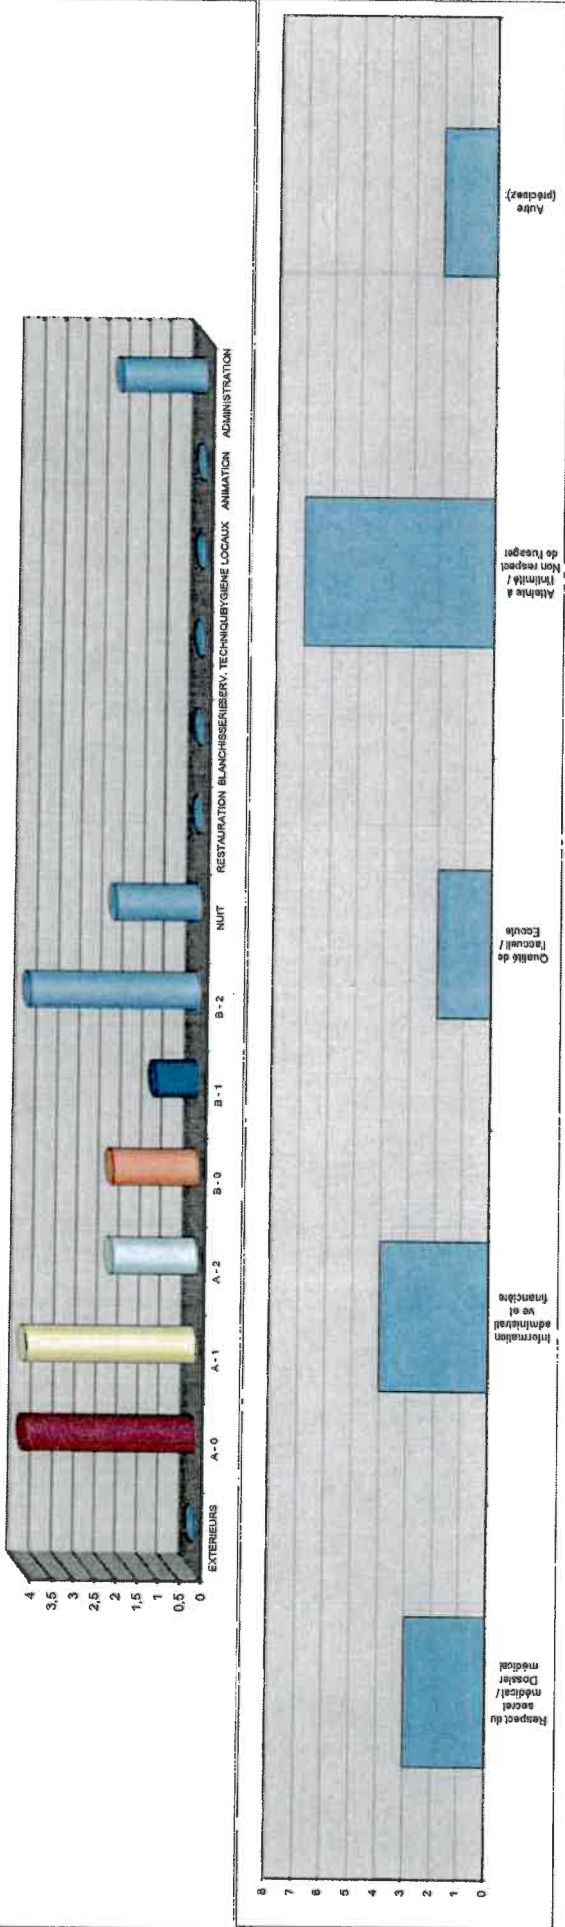 4
3,5
3
2,5
2
1,5
1
0,5
0
EXTERIEURS
A - 0
A - 1
A - 2
B - 0
B - 1
B - 2
NUIT
RESTAURATION
BLANCHISSERIE
SERV. TECHNIQU
HYGIENE LOCAUX
ANIMATION
ADMINISTRATION
8
7
6
5
4
3
2
1
0
Respect du
secret
médical /
Dossier
médical
Information
administrati
ve et
financière
Qualité de
l'accueil /
Ecoute
Atteinte à
l'intimité /
Non respect
de l'usager
Autre
(précisez):